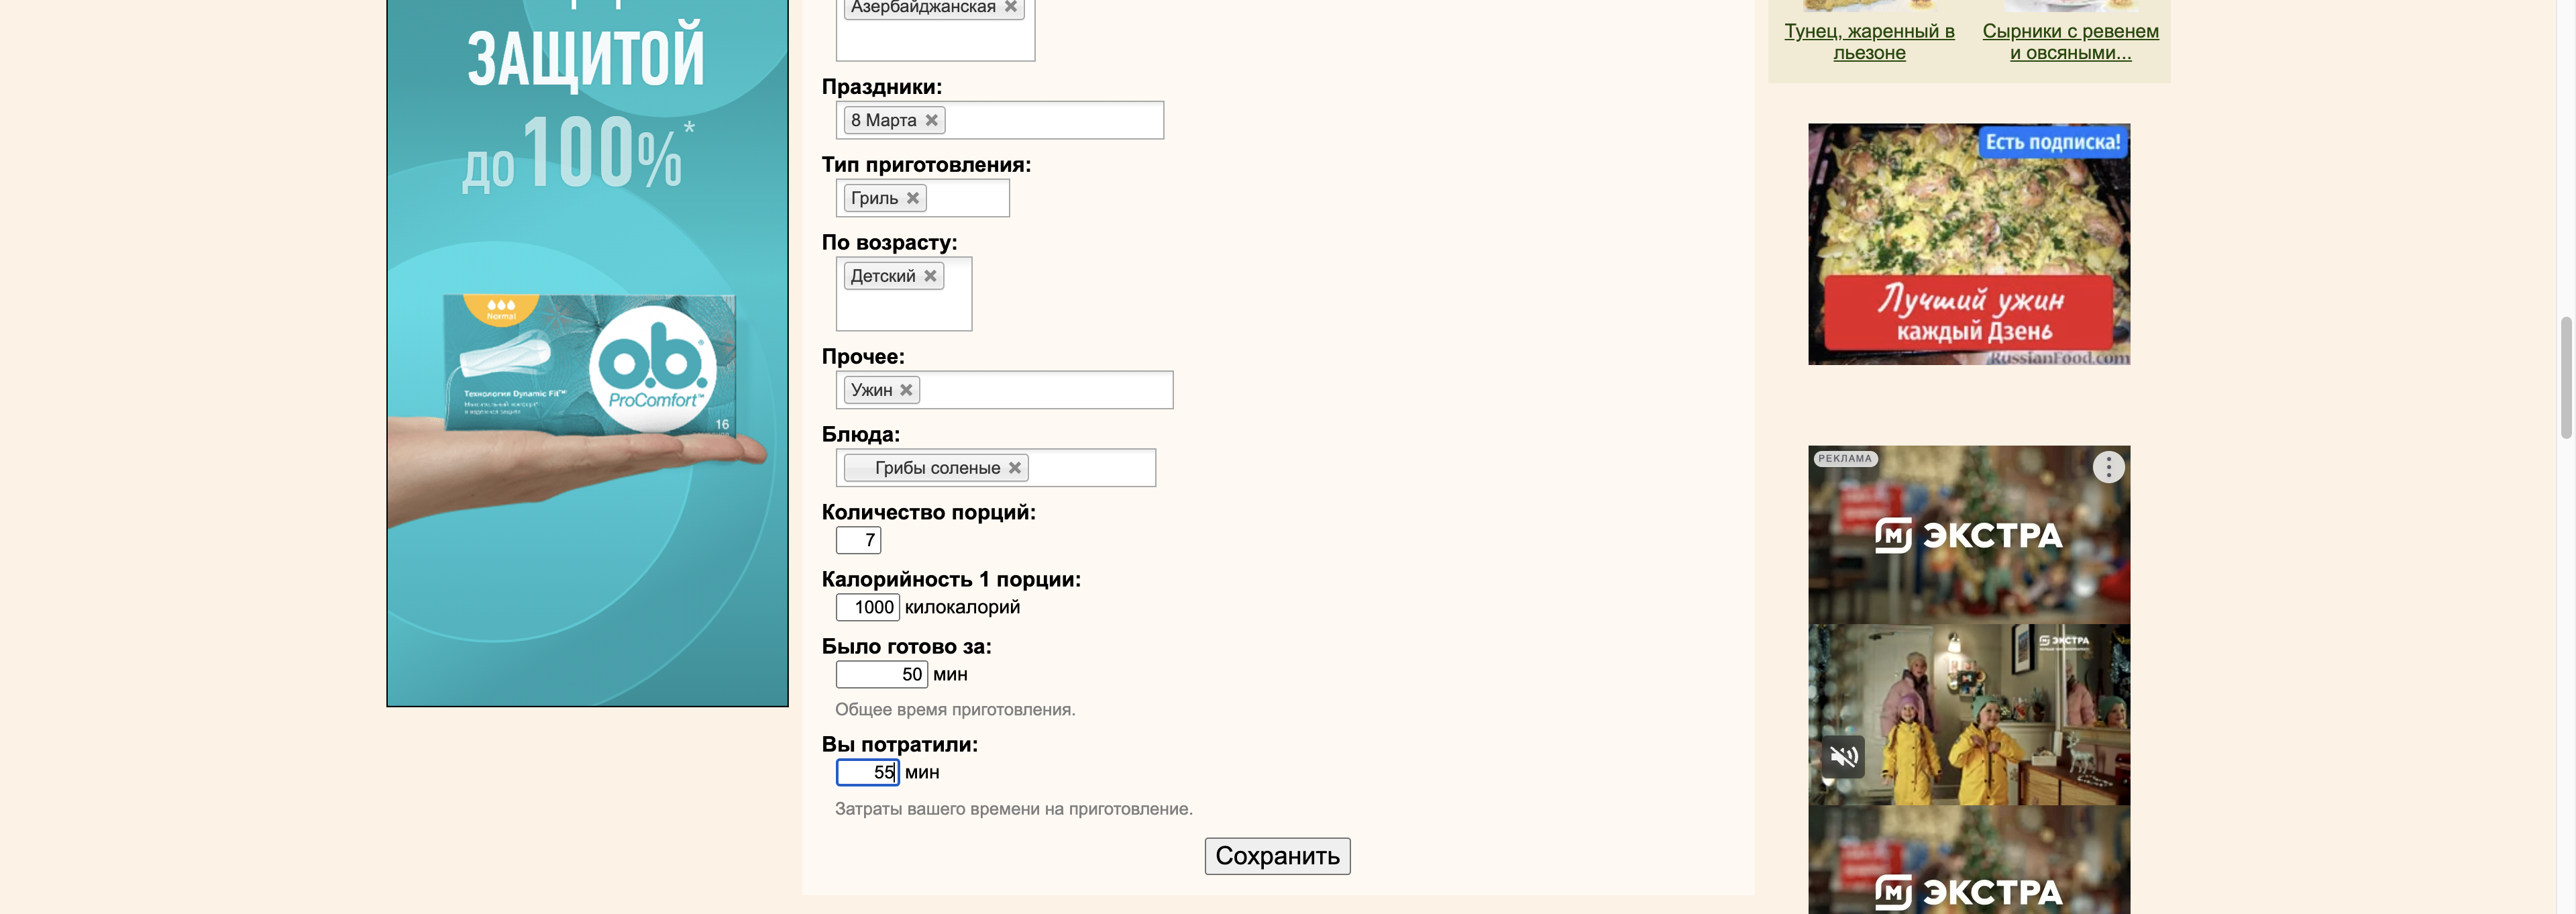 ЗАЩИТОЙ
до 100%*
Normal
o.b.
ProComfort™
Технология Dynamic Fit™
16
Азербайджанская
Праздники:
8 Марта
Тип приготовления:
Гриль
По возрасту:
Детский
Прочее:
Ужин
Блюда:
Грибы соленые
Количество порций:
7
Калорийность 1 порции:
1000 килокалорий
Было готово за:
50 мин
Общее время приготовления.
Вы потратили:
55 мин
Затраты вашего времени на приготовление.
Сохранить
Тунец, жаренный в
льезоне
Сырники с ревенем
и овсяными...
Есть подписка!
Лучший ужин
каждый Дзень
RussianFood.com
РЕКЛАМА
М ЭКСТРА
ЭКСТРА
М ЭКСТРА